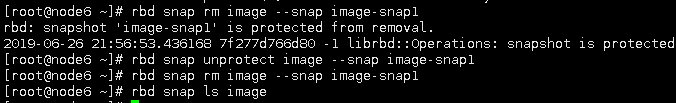 [root@node6 ~]# rbd snap rm image --snap image-snap1
rbd: snapshot 'image-snap1' is protected from removal.
2019-06-26 21:56:53.436168 7f277d766d80 -1 librbd::Operations: snapshot is protected
[root@node6 ~]# rbd snap unprotect image --snap image-snap1
[root@node6 ~]# rbd snap rm image --snap image-snap1
[root@node6 ~]# rbd snap ls image
[root@node6 ~]#